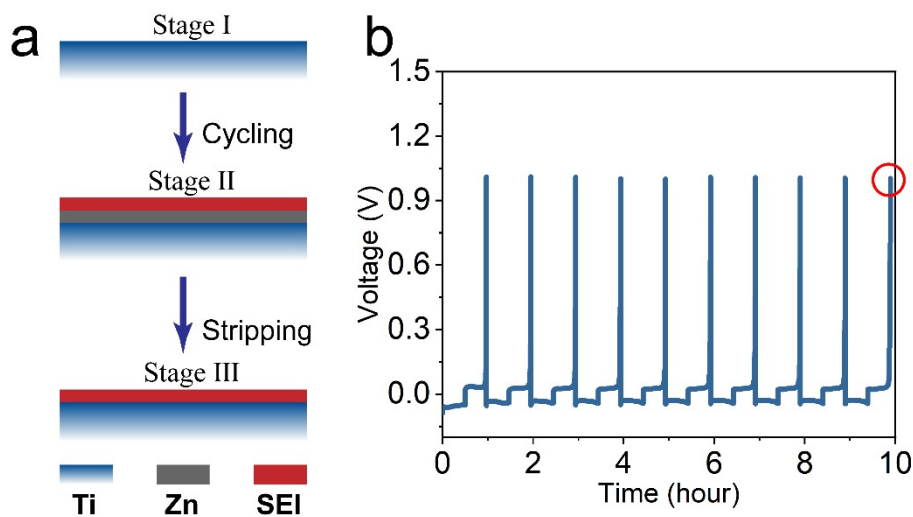 a
Stage I
Cycling
Stage II
Stripping
Stage III
Ti Zn SEI
b
1.5
1.2
0.9
0.6
0.3
0.0
Voltage (V)
0 2 4 6 8 10
Time (hour)